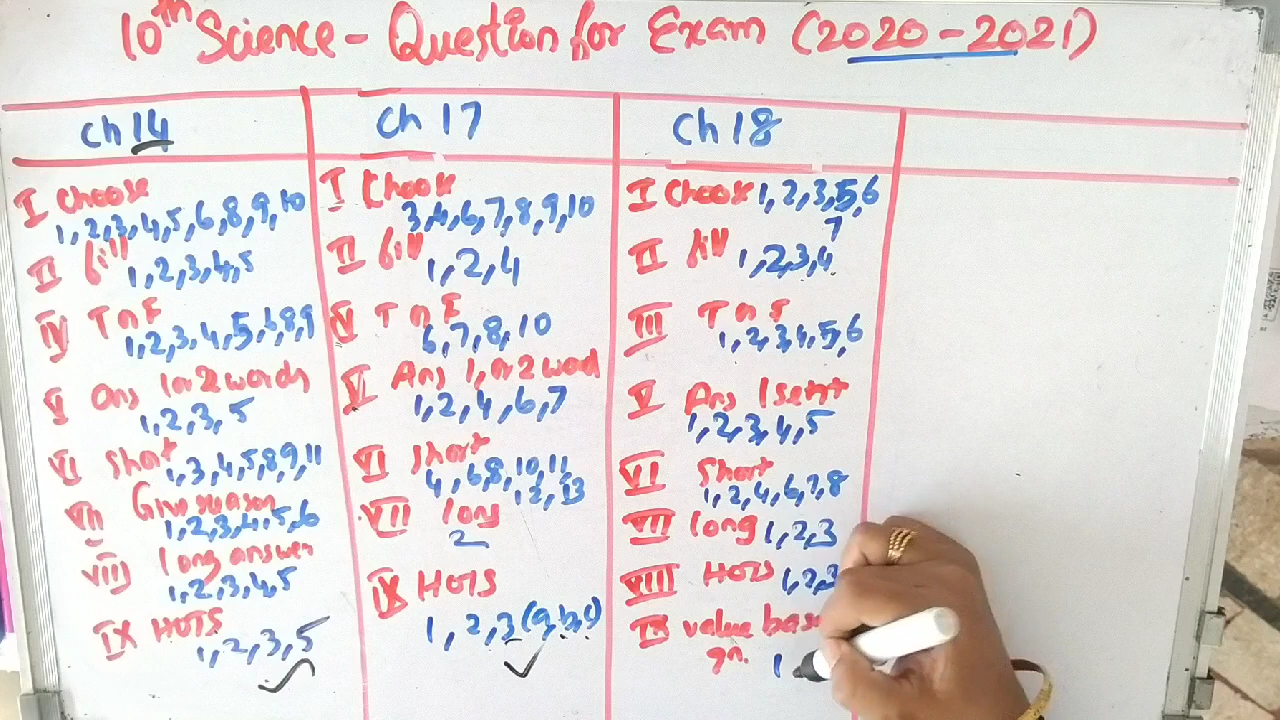 10th Science - Question for Exam (2020-2021)
Ch 14
I Choose
1,2,3,4,5,6,8,9,10
II fill
1,2,3,4,5
IV T or F
1,2,3,4,5,6,8,9
V Ans 1 or 2 words
1,2,3,5
VI Short
1,3,4,5,8,9,11
VII Give reason
1,2,3,4,5,6
VIII long answer
1,2,3,4,5
IX HOTS
1,2,3,5
Ch 17
I Choose
3,4,6,7,8,9,10
II fill
1,2,4
IV T or F
6,7,8,10
V Ans 1, or 2 word
1,2,4,6,7
VI Short
4,6,8,10,11,
12,13
VII long
2
IX HOTS
1,2,3(a,b,c)
Ch 18
I Choose 1,2,3,5,6
7
II fill 1,2,3,4
III T or F
1,2,3,4,5,6
V Ans 1 sent
1,2,3,4,5
VI Short
1,2,4,6,7,8
VII long 1,2,3
VIII HOTS 1,2,3
IX value base
qn. 1